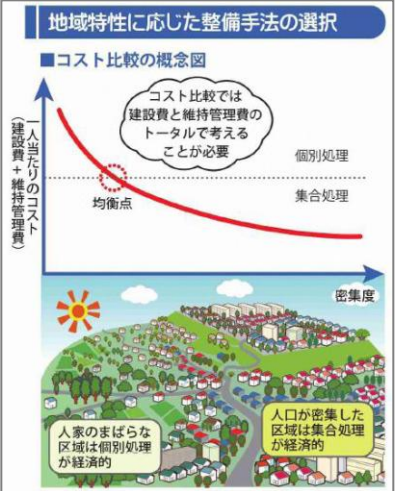 地域特性に応じた整備手法の選択
■コスト比較の概念図
コスト比較では
建設費と維持管理費の
トータルで考える
ことが必要
一人当たりのコスト
(建設費+維持管理費)
個別処理
集合処理
均衡点
密集度
人家のまばらな
区域は個別処理
が経済的
人口が密集した
区域は集合処理
が経済的